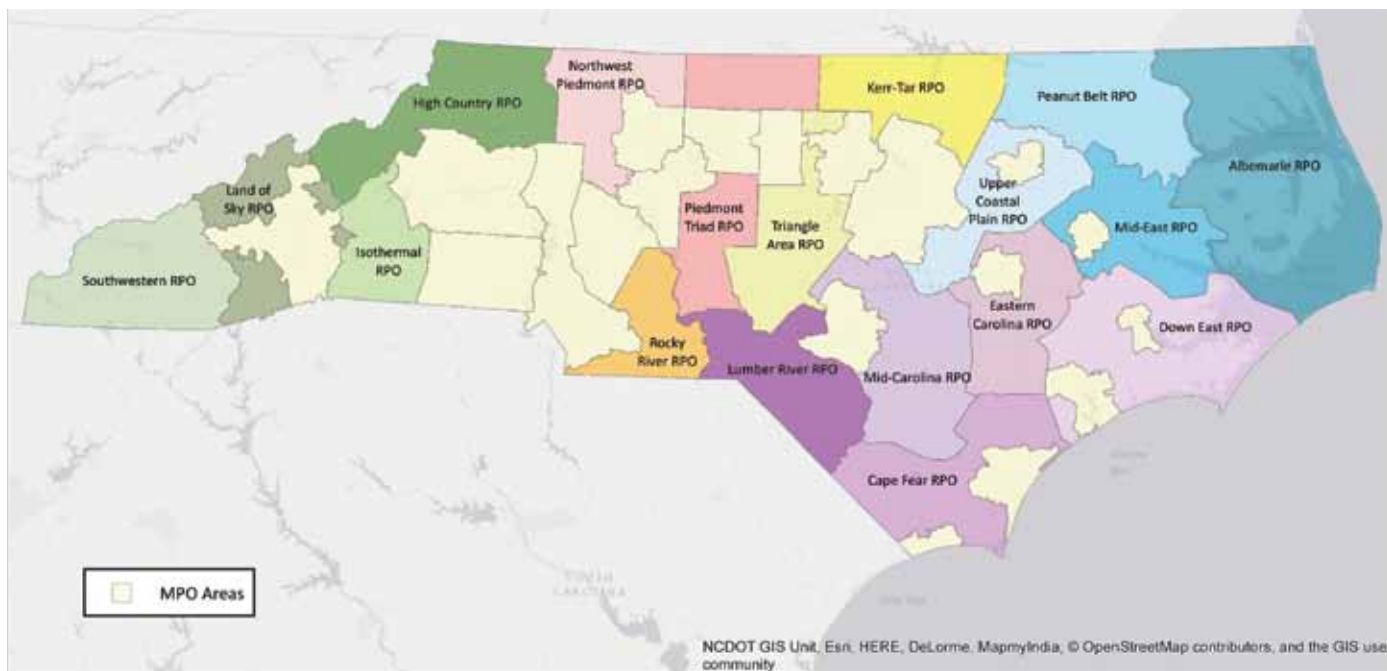 Northwest
Piedmont RPO
High Country RPO
Kerr-Tar RPO
Peanut Belt RPO
Albemarle RPO
Land of
Sky RPO
Upper
Coastal
Plain RPO
Piedmont
Triad RPO
Triangle
Area RPO
Mid-East RPO
Isothermal
RPO
Southwestern RPO
Eastern
Carolina RPO
Down East RPO
Rocky
River RPO
Lumber River RPO
Mid-Carolina RPO
Cape Fear RPO
MPO Areas
CAROLINA
NCDOT GIS Unit, Esri, HERE, DeLorme, MapmyIndia, © OpenStreetMap contributors, and the GIS use
community